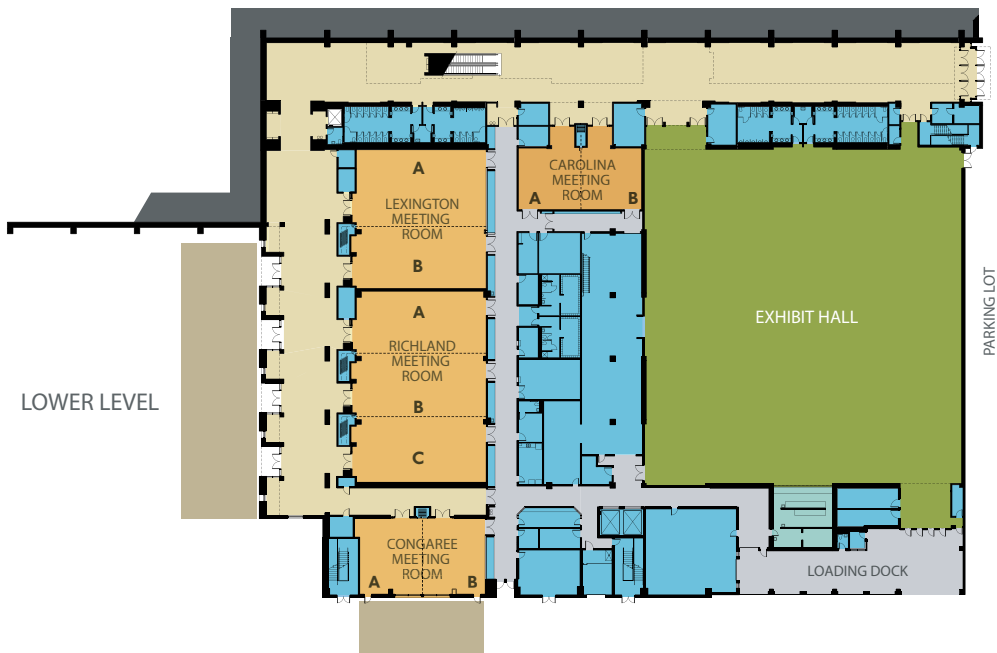 A
LEXINGTON
MEETING
ROOM
B
CAROLINA
MEETING
ROOM
A
B
A
RICHLAND
MEETING
ROOM
B
C
EXHIBIT HALL
PARKING LOT
LOWER LEVEL
CONGAREE
MEETING
ROOM
A
B
LOADING DOCK